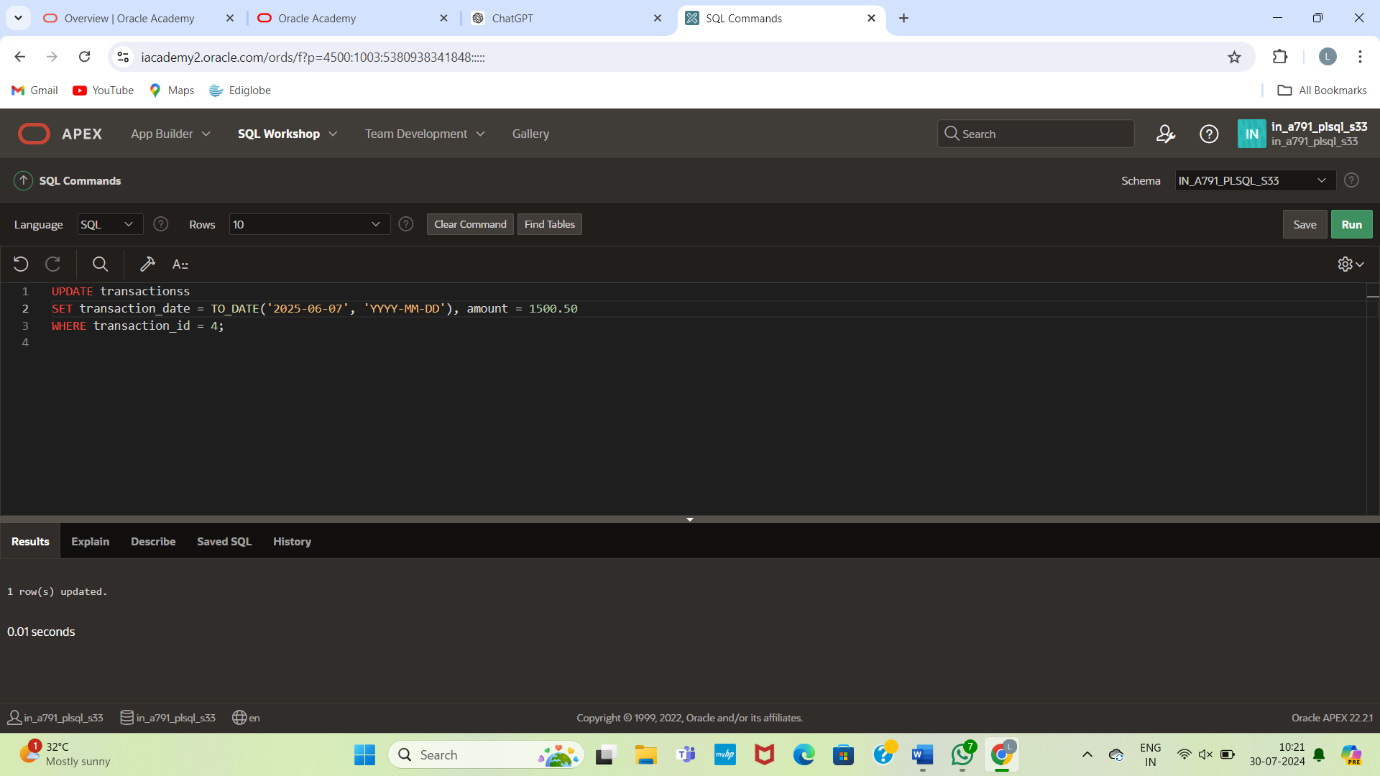 Overview | Oracle Academy
Oracle Academy
ChatGPT
SQL Commands
iacademy2.oracle.com/ords/f?p=4500:1003:5380938341848:::::
L
Gmail
YouTube
Maps
Ediglobe
All Bookmarks
APEX
App Builder
SQL Workshop
Team Development
Gallery
Search
IN
in_a791_plsql_s33
in_a791_plsql_s33
SQL Commands
Schema
IN_A791_PLSQL_S33
Language
SQL
Rows
10
Clear Command
Find Tables
Save
Run
A::
1 UPDATE transactionss
2 SET transaction_date = TO_DATE('2025-06-07', 'YYYY-MM-DD'), amount = 1500.50
3 WHERE transaction_id = 4;
4
Results
Explain
Describe
Saved SQL
History
1 row(s) updated.
0.01 seconds
in_a791_plsql_s33
in_a791_plsql_s33
en
Copyright © 1999, 2022, Oracle and/or its affiliates.
Oracle APEX 22.2.1
1
32°C
Mostly sunny
Search
myhp
W
7
L
ENG
IN
10:21
30-07-2024
PRE